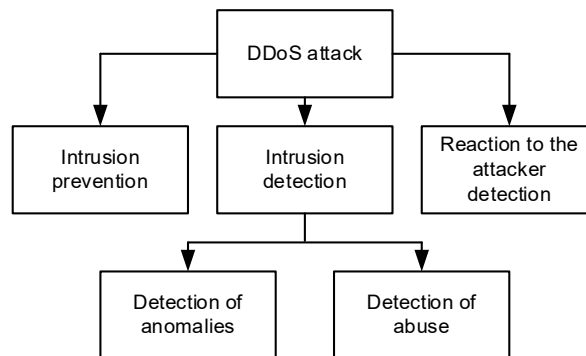 DDoS attack
Intrusion
prevention
Intrusion
detection
Reaction to the
attacker
detection
Detection of
anomalies
Detection of
abuse